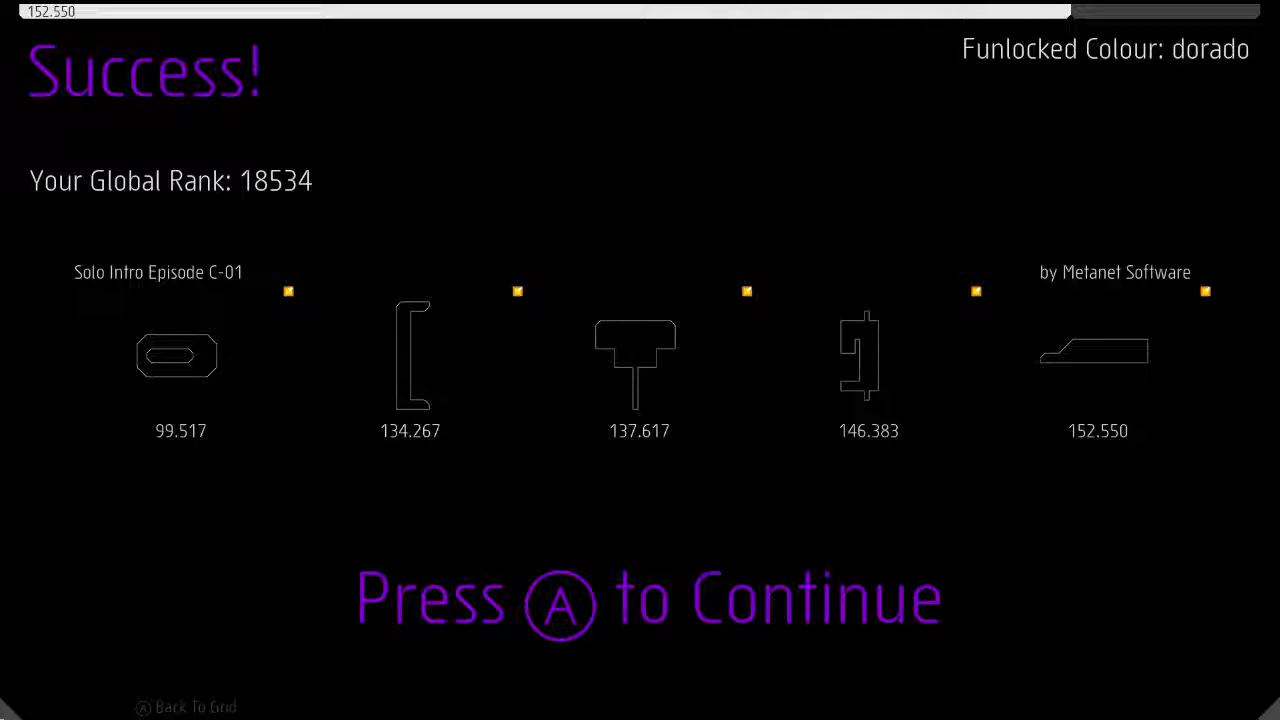 152.550
Success!
Funlocked Colour: dorado
Your Global Rank: 18534
Solo Intro Episode C-01
by Metanet Software
99.517
134.267
137.617
146.383
152.550
Press A to Continue
A Back To Grid